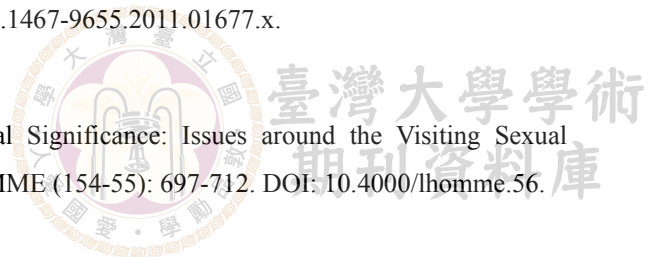 .1467-9655.2011.01677.x.
臺灣大學學術
al Significance: Issues around the Visiting Sexual
期刊資料庫
MME (154-55): 697-712. DOI: 10.4000/lhomme.56.